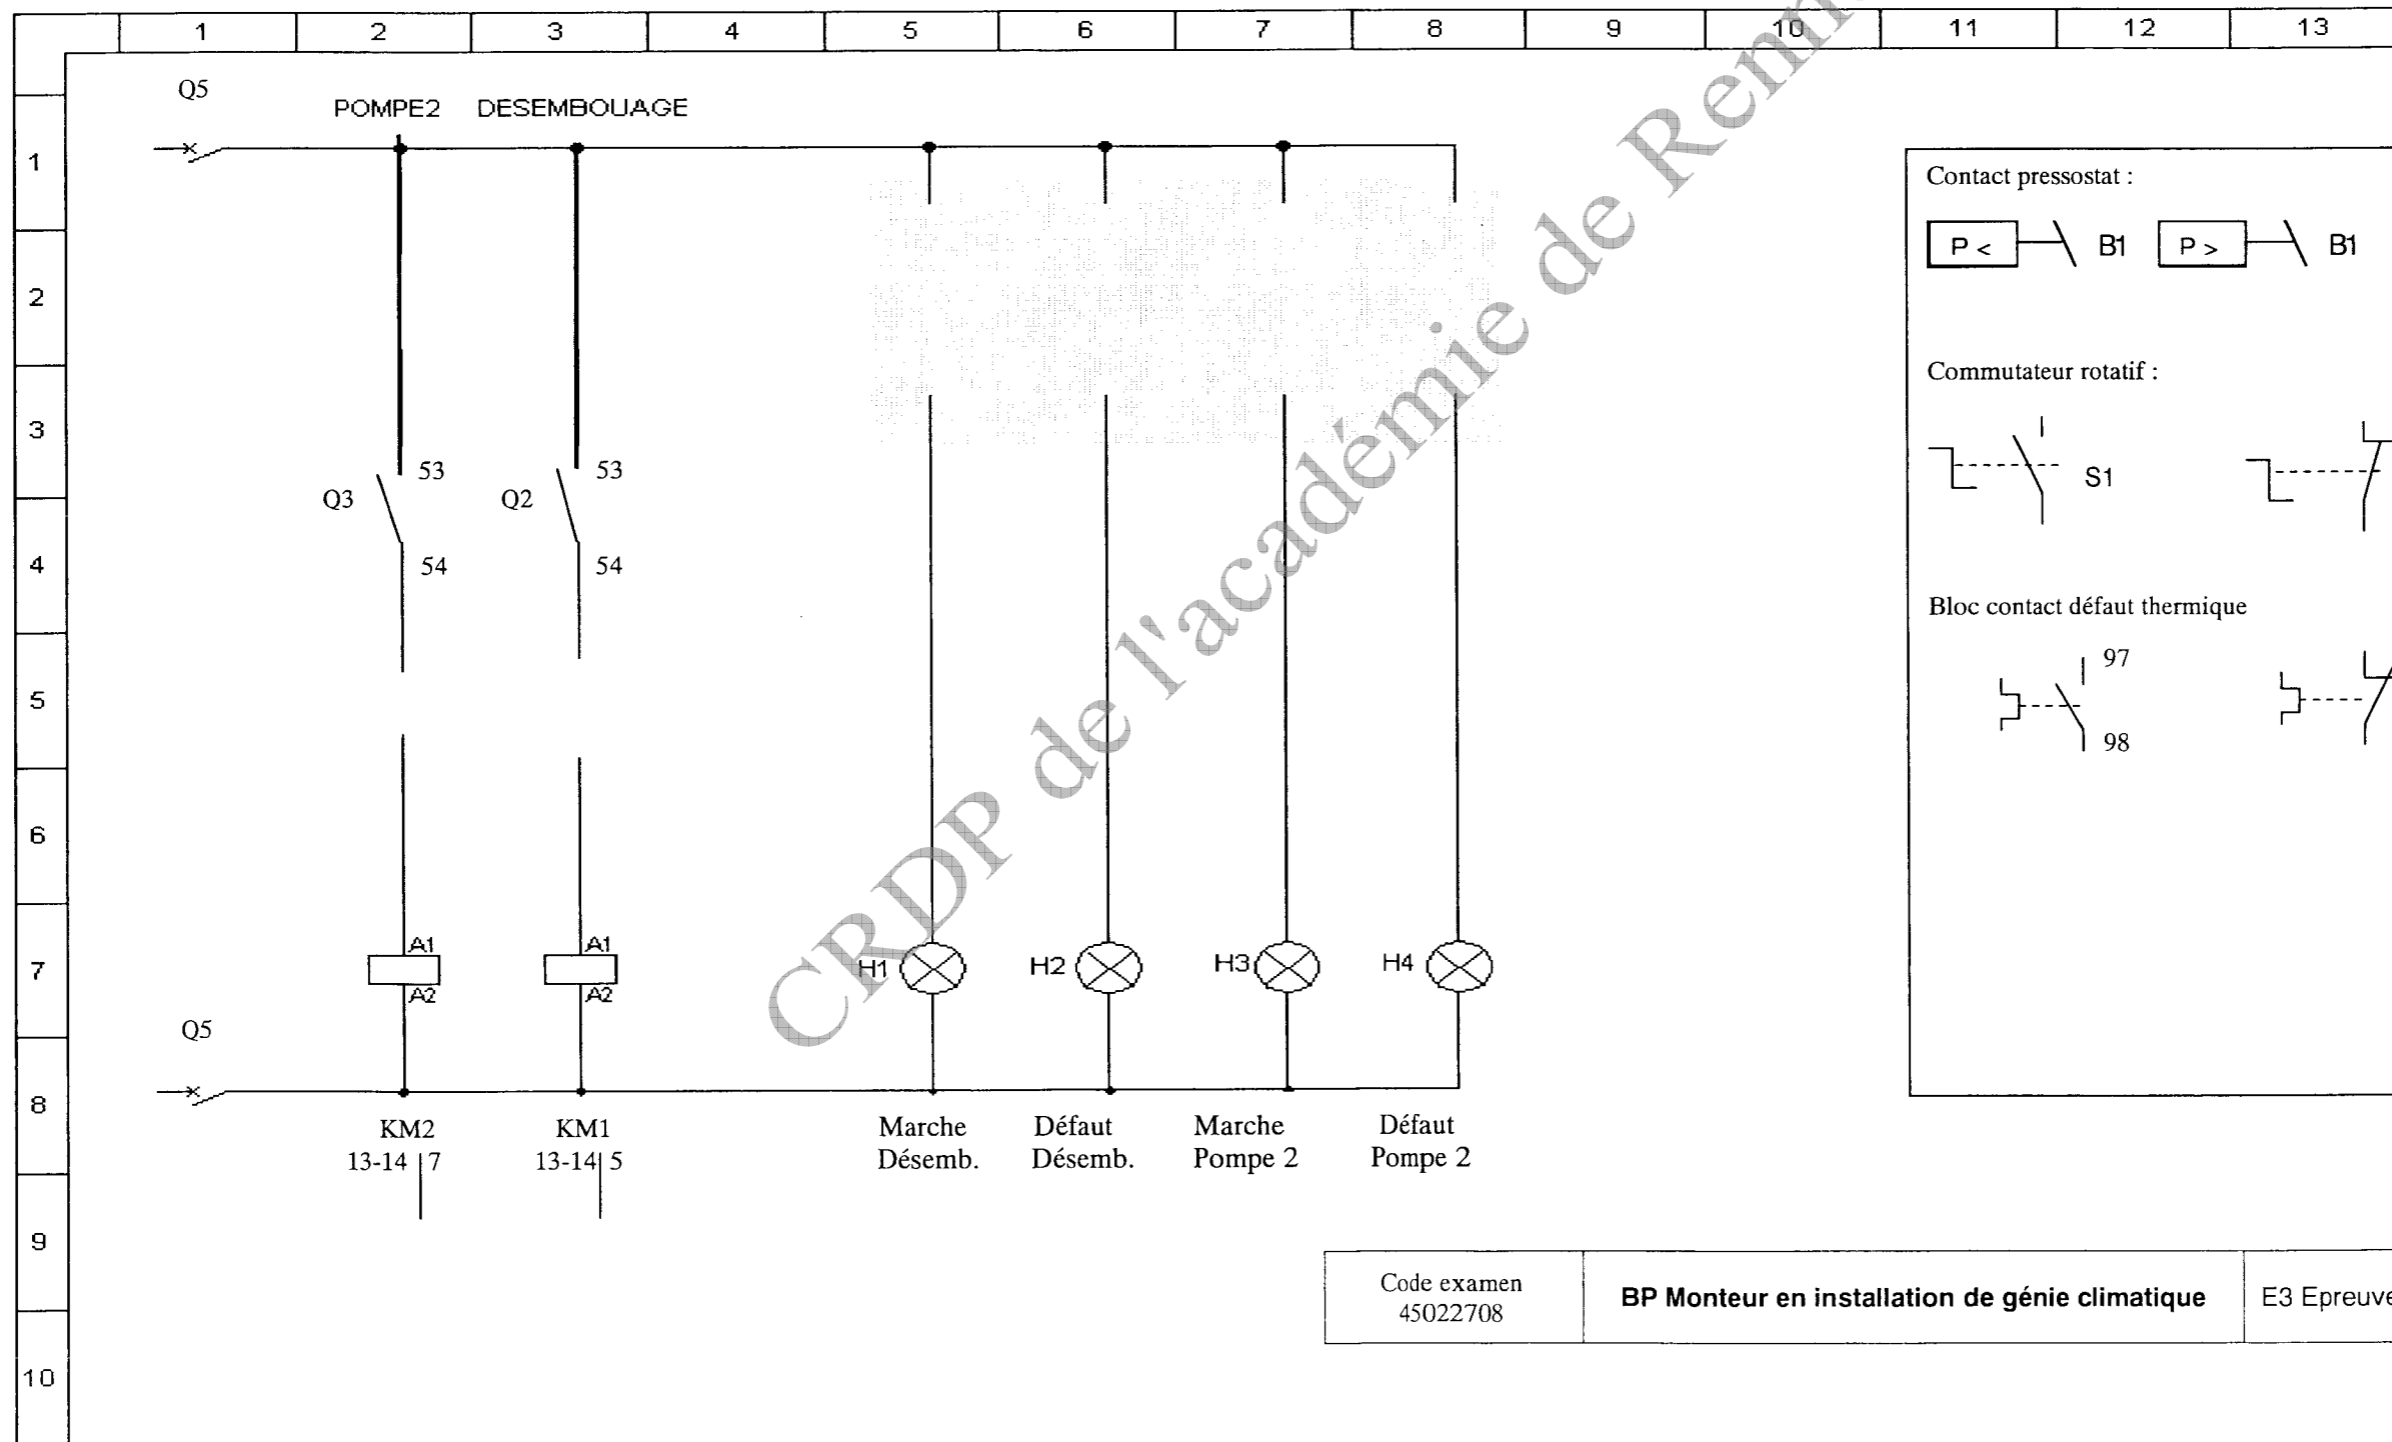 1 2 3 4 5 6 7 8 9 10 11 12 13
Q5
POMPE2 DESEMBOUAGE
1
2
3
4
5
6
7
8
9
10
53
Q3
54
53
Q2
54
A1
A2
A1
A2
H1
H2
H3
H4
Q5
KM2
13-14 7
KM1
13-14 5
Marche
Désemb.
Défaut
Désemb.
Marche
Pompe 2
Défaut
Pompe 2
Contact pressostat :
P < B1 P > B1
Commutateur rotatif :
S1
Bloc contact défaut thermique
97
98
Code examen
45022708
BP Monteur en installation de génie climatique
E3 Epreuve
CRDP de l'académie de